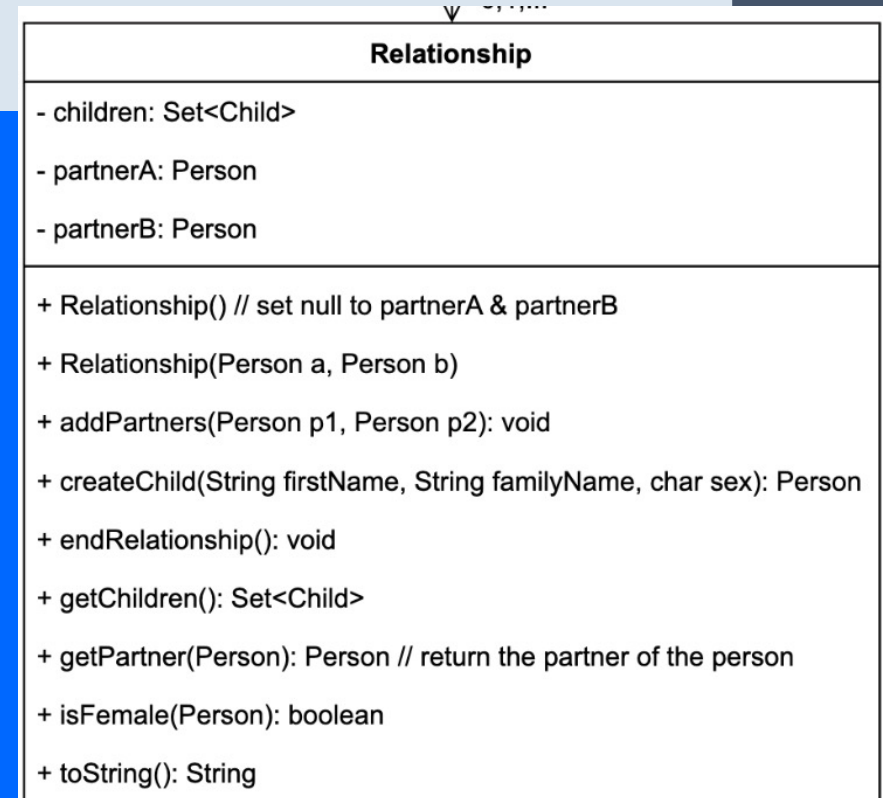 Relationship
- children: Set<Child>
- partnerA: Person
- partnerB: Person
+ Relationship() // set null to partnerA & partnerB
+ Relationship(Person a, Person b)
+ addPartners(Person p1, Person p2): void
+ createChild(String firstName, String familyName, char sex): Person
+ endRelationship(): void
+ getChildren(): Set<Child>
+ getPartner(Person): Person // return the partner of the person
+ isFemale(Person): boolean
+ toString(): String